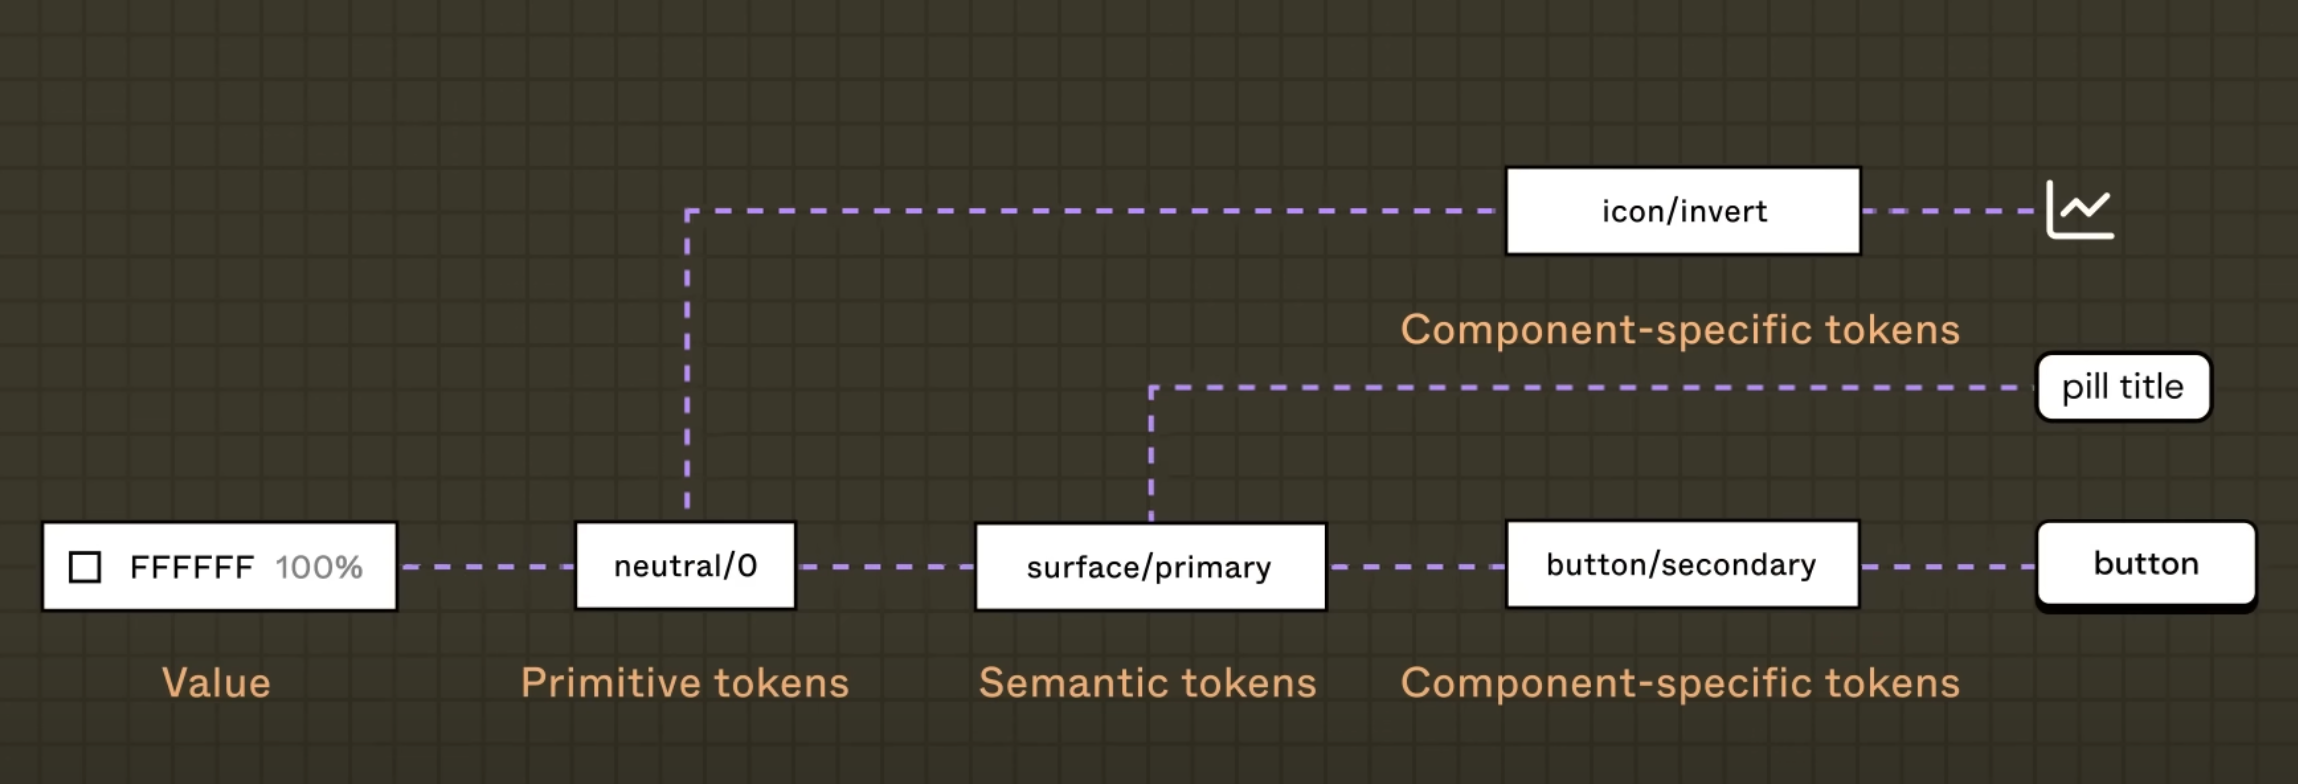 icon/invert
Component-specific tokens
pill title
FFFFFF 100%
neutral/0
surface/primary
button/secondary
button
Value
Primitive tokens
Semantic tokens
Component-specific tokens